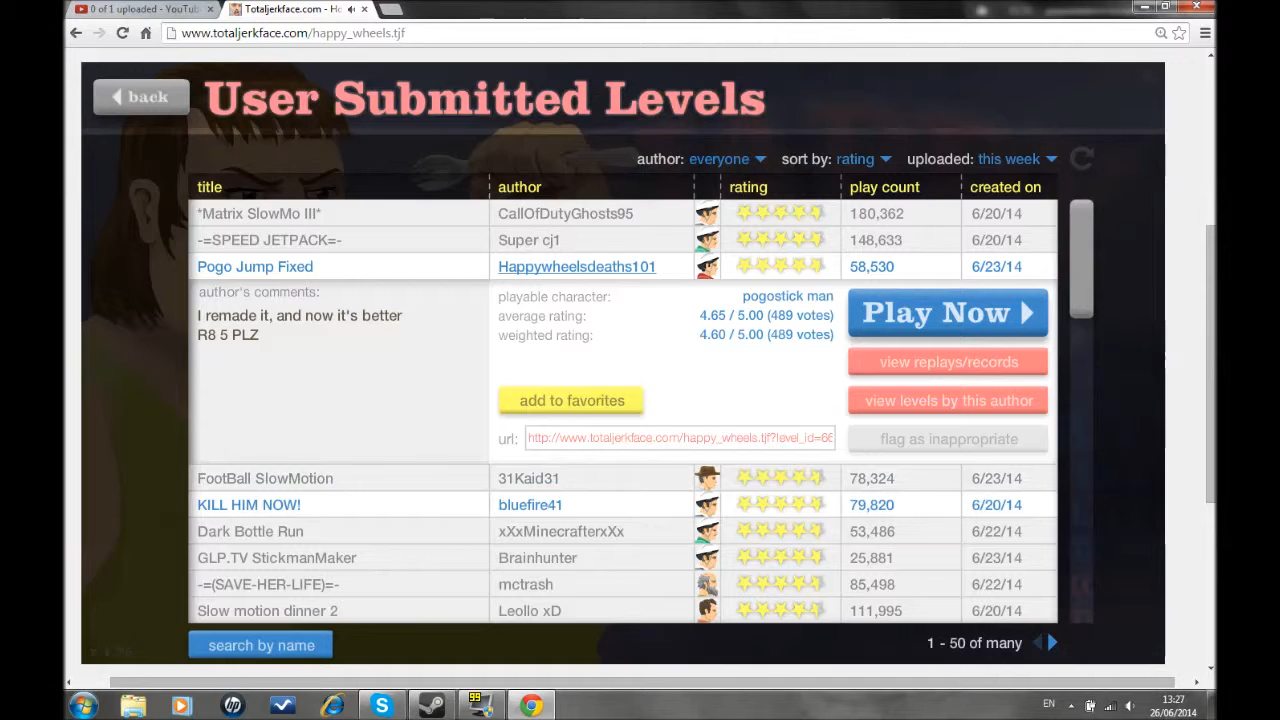 0 of 1 uploaded - YouTub
Totaljerkface.com - Ho
www.totaljerkface.com/happy_wheels.tjf
back
User Submitted Levels
author: everyone sort by: rating uploaded: this week
title author rating play count created on
*Matrix SlowMo III* CallOfDutyGhosts95 180,362 6/20/14
-=SPEED JETPACK=- Super cj1 148,633 6/20/14
Pogo Jump Fixed Happywheelsdeaths101 58,530 6/23/14
author's comments:
I remade it, and now it's better
R8 5 PLZ
playable character: pogostick man
average rating: 4.65 / 5.00 (489 votes)
weighted rating: 4.60 / 5.00 (489 votes)
add to favorites
url: http://www.totaljerkface.com/happy_wheels.tjf?level_id=66
Play Now
view replays/records
view levels by this author
flag as inappropriate
FootBall SlowMotion 31Kaid31 78,324 6/23/14
KILL HIM NOW! bluefire41 79,820 6/20/14
Dark Bottle Run xXxMinecrafterxXx 53,486 6/22/14
GLP.TV StickmanMaker Brainhunter 25,881 6/23/14
-=(SAVE-HER-LIFE)=- mctrash 85,498 6/22/14
Slow motion dinner 2 Leollo xD 111,995 6/20/14
search by name
1 - 50 of many
99
EN
13:27
26/06/2014